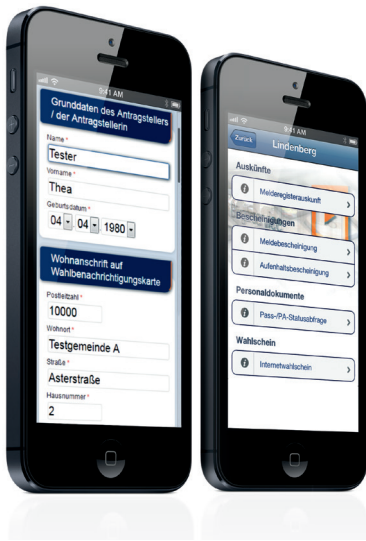 9:41 AM
Grunddaten des Antragstellers
/ der Antragstellerin
Name *
Tester
Vorname *
Thea
Geburtsdatum *
04 04 1980
Wohnanschrift auf
Wahlbenachrichtigungskarte
Postleitzahl *
10000
Wohnort *
Testgemeinde A
Straße *
Asterstraße
Hausnummer *
2
9:41 AM
Zurück
Lindenberg
Auskünfte
Melderegisterauskunft
Bescheinigungen
Meldebescheinigung
Aufenhaltsbescheinigung
Personaldokumente
Pass-/PA-Statusabfrage
Wahlschein
Internetwahlschein